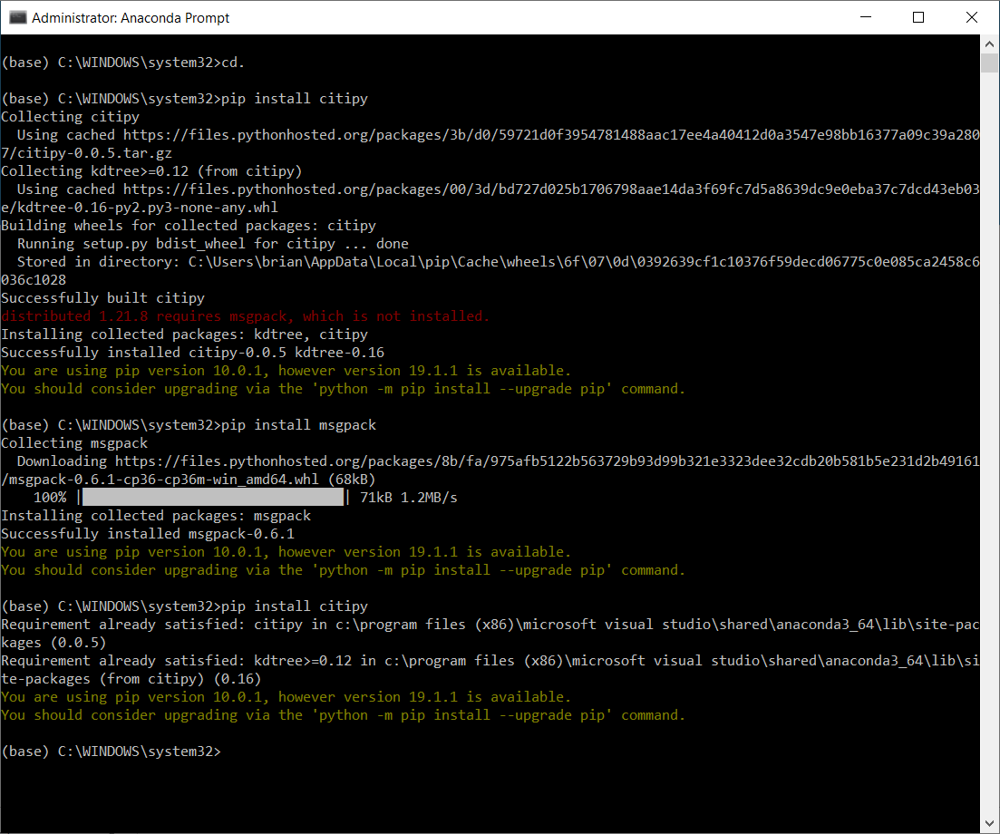 Administrator: Anaconda Prompt
(base) C:\WINDOWS\system32>cd.
(base) C:\WINDOWS\system32>pip install citipy
Collecting citipy
  Using cached https://files.pythonhosted.org/packages/3b/d0/59721d0f3954781488aac17ee4a40412d0a3547e98bb16377a09c39a280
7/citipy-0.0.5.tar.gz
Collecting kdtree>=0.12 (from citipy)
  Using cached https://files.pythonhosted.org/packages/00/3d/bd727d025b1706798aae14da3f69fc7d5a8639dc9e0eba37c7dcd43eb03
e/kdtree-0.16-py2.py3-none-any.whl
Building wheels for collected packages: citipy
  Running setup.py bdist_wheel for citipy ... done
  Stored in directory: C:\Users\brian\AppData\Local\pip\Cache\wheels\6f\07\0d\0392639cf1c10376f59decd06775c0e085ca2458c6
036c1028
Successfully built citipy
distributed 1.21.8 requires msgpack, which is not installed.
Installing collected packages: kdtree, citipy
Successfully installed citipy-0.0.5 kdtree-0.16
You are using pip version 10.0.1, however version 19.1.1 is available.
You should consider upgrading via the 'python -m pip install --upgrade pip' command.
(base) C:\WINDOWS\system32>pip install msgpack
Collecting msgpack
  Downloading https://files.pythonhosted.org/packages/8b/fa/975afb5122b563729b93d99b321e3323dee32cdb20b581b5e231d2b49161
/msgpack-0.6.1-cp36-cp36m-win_amd64.whl (68kB)
    100% |████████████████████████████████| 71kB 1.2MB/s
Installing collected packages: msgpack
Successfully installed msgpack-0.6.1
You are using pip version 10.0.1, however version 19.1.1 is available.
You should consider upgrading via the 'python -m pip install --upgrade pip' command.
(base) C:\WINDOWS\system32>pip install citipy
Requirement already satisfied: citipy in c:\program files (x86)\microsoft visual studio\shared\anaconda3_64\lib\site-pac
kages (0.0.5)
Requirement already satisfied: kdtree>=0.12 in c:\program files (x86)\microsoft visual studio\shared\anaconda3_64\lib\si
te-packages (from citipy) (0.16)
You are using pip version 10.0.1, however version 19.1.1 is available.
You should consider upgrading via the 'python -m pip install --upgrade pip' command.
(base) C:\WINDOWS\system32>